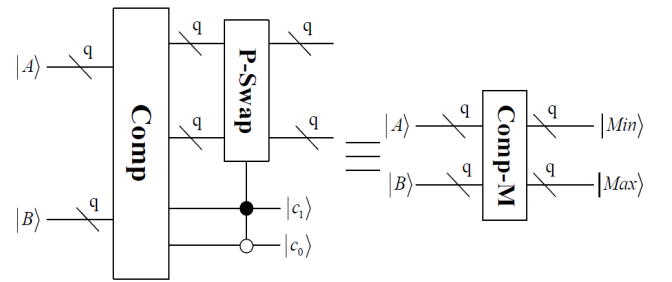 q q q
|A⟩ P-Swap q q
Comp q q |A⟩ Comp-M |Min⟩
≡ q q
q |B⟩ |Max⟩
|B⟩ |c₁⟩
|c₀⟩